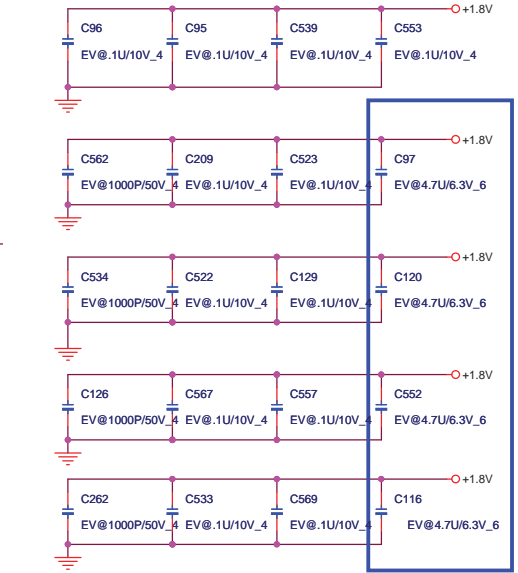 +1.8V
C96 C95 C539 C553
EV@.1U/10V_4 EV@.1U/10V_4 EV@.1U/10V_4 EV@.1U/10V_4
+1.8V
C562 C209 C523 C97
EV@1000P/50V_4 EV@.1U/10V_4 EV@.1U/10V_4 EV@4.7U/6.3V_6
+1.8V
C534 C522 C129 C120
EV@1000P/50V_4 EV@.1U/10V_4 EV@.1U/10V_4 EV@4.7U/6.3V_6
+1.8V
C126 C567 C557 C552
EV@1000P/50V_4 EV@.1U/10V_4 EV@.1U/10V_4 EV@4.7U/6.3V_6
+1.8V
C262 C533 C569 C116
EV@1000P/50V_4 EV@.1U/10V_4 EV@.1U/10V_4 EV@4.7U/6.3V_6